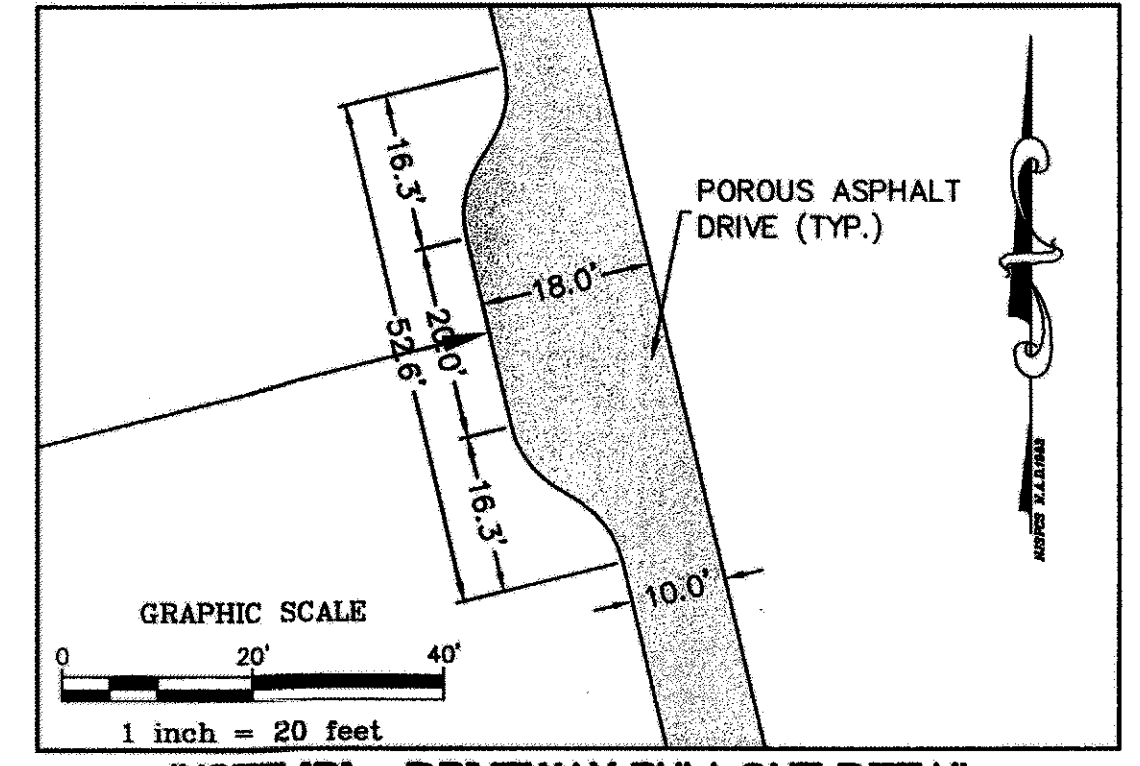 16.3'
POROUS ASPHALT
DRIVE (TYP.)
18.0'
20.0'
52.6'
16.3'
10.0'
GRAPHIC SCALE
0 20' 40'
1 inch = 20 feet